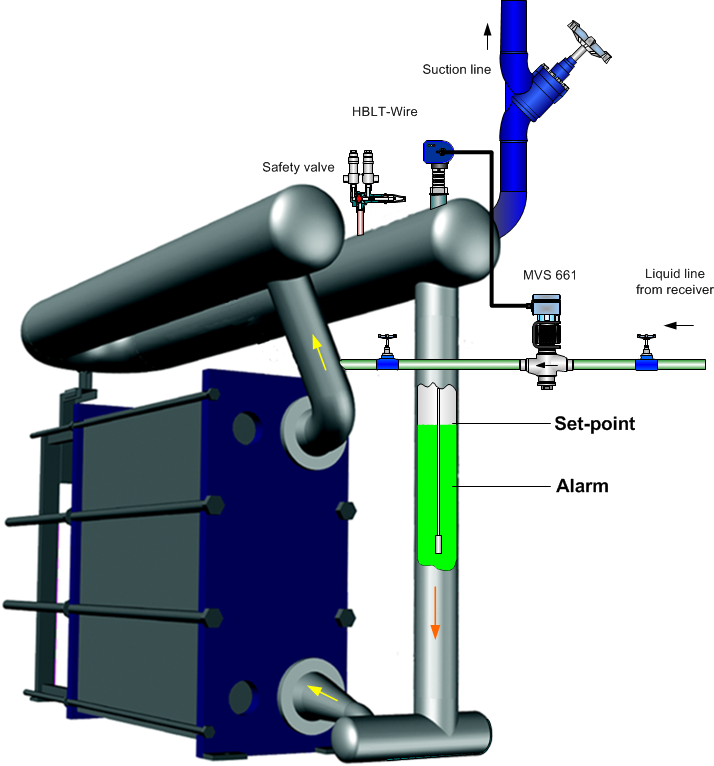 Suction line
HBLT-Wire
Safety valve
MVS 661
Liquid line
from receiver
Set-point
Alarm